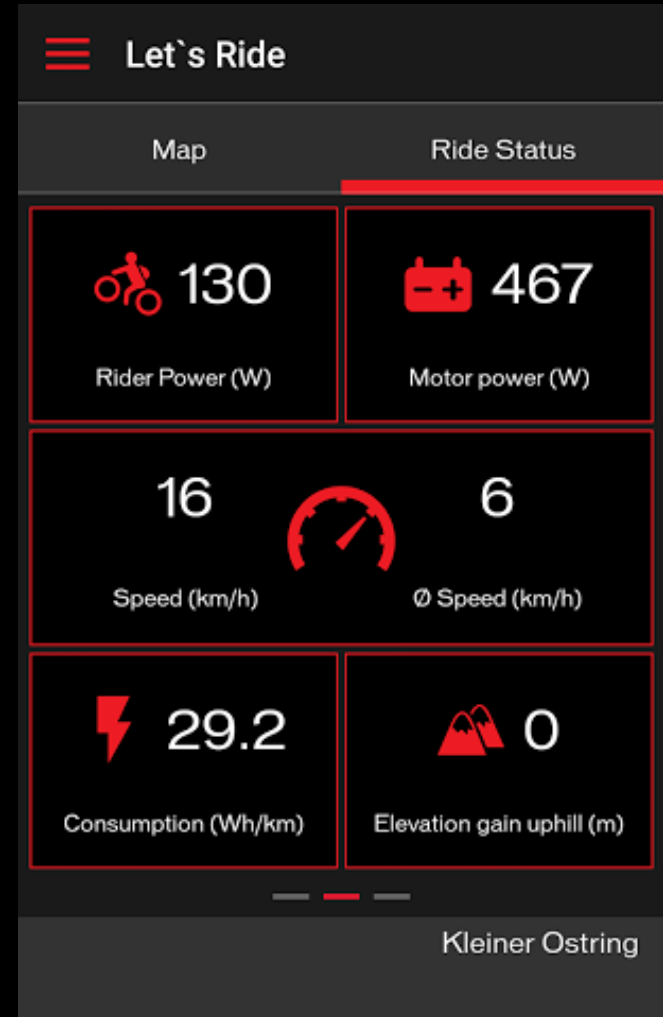 Let`s Ride
Map
Ride Status
130
Rider Power (W)
467
Motor power (W)
16
Speed (km/h)
6
Ø Speed (km/h)
29.2
Consumption (Wh/km)
0
Elevation gain uphill (m)
Kleiner Ostring